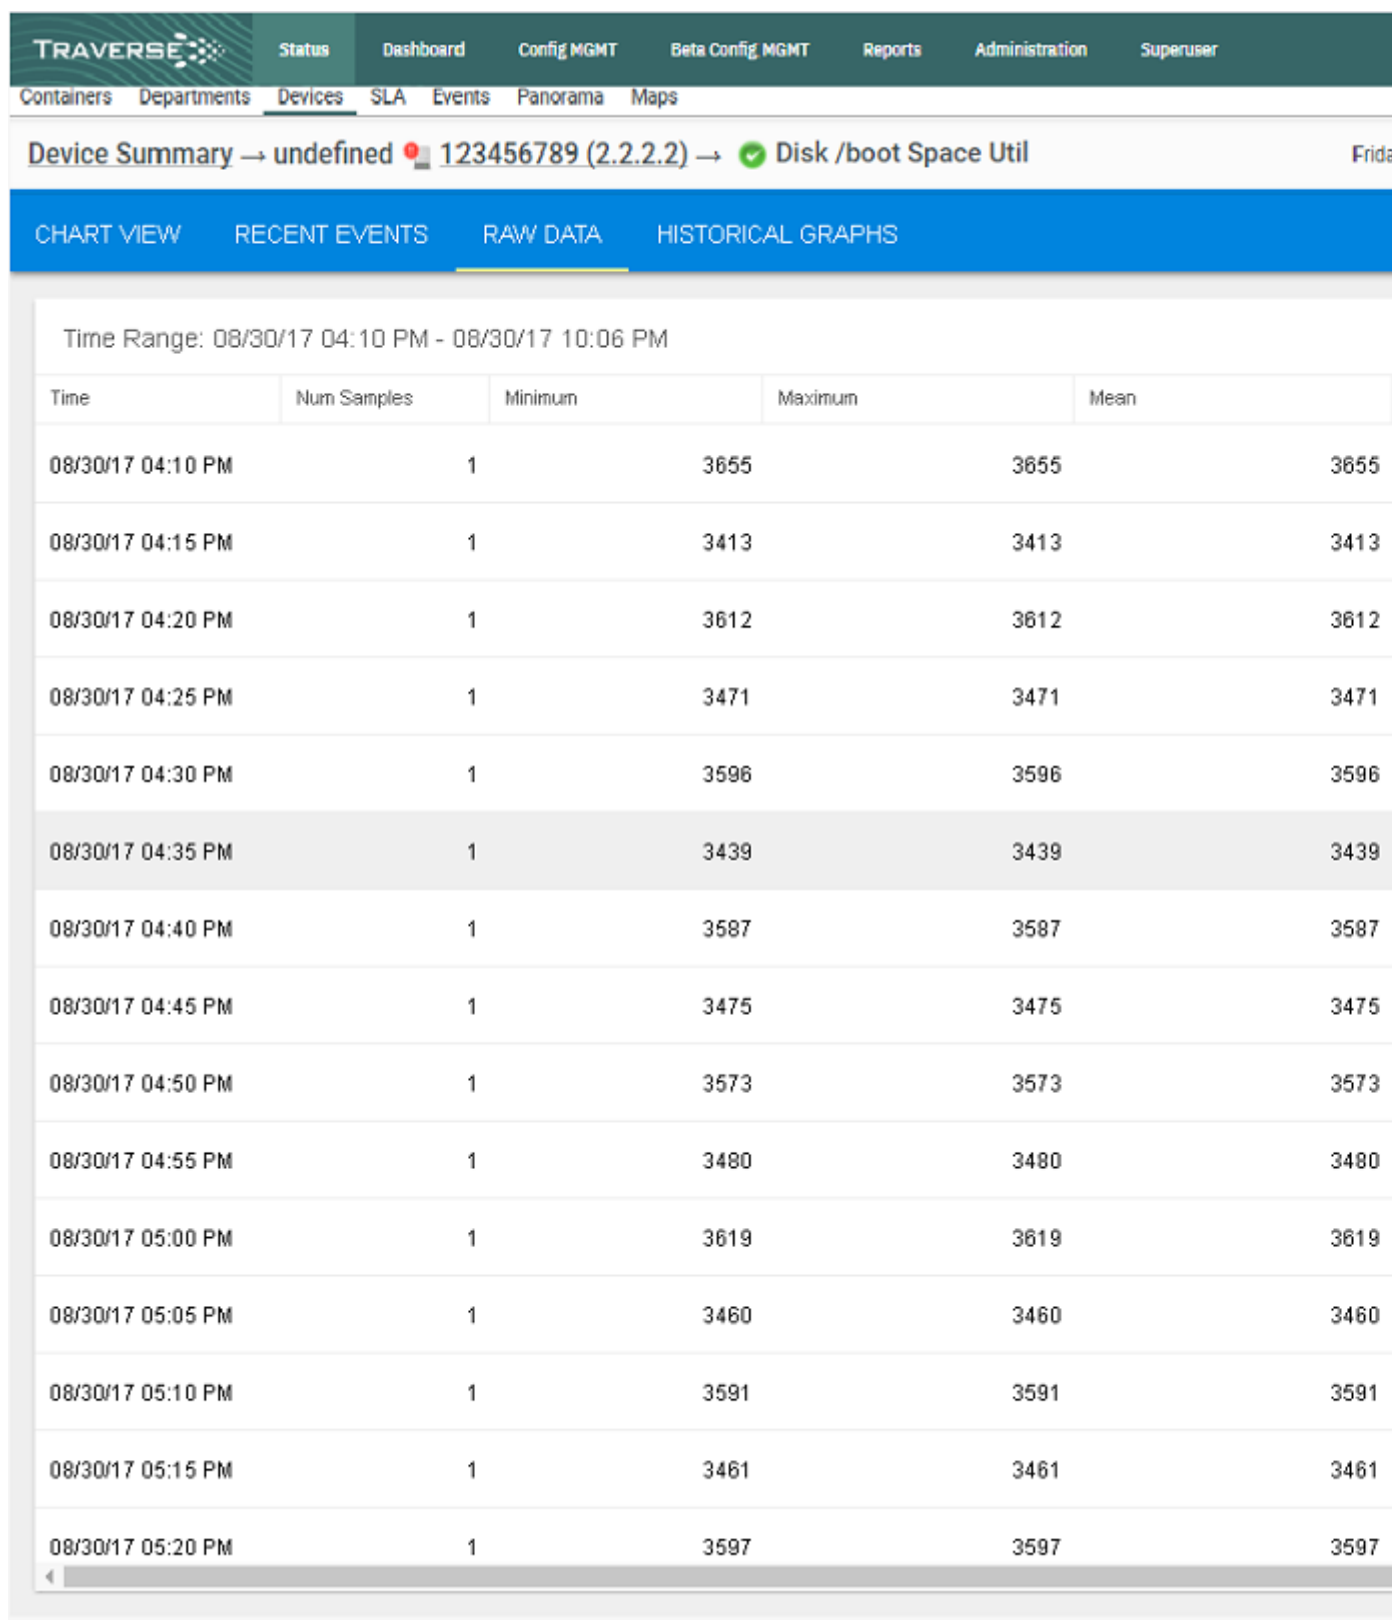 TRAVERSE Status Dashboard Config MGMT Beta Config MGMT Reports Administration Superuser
Containers Departments Devices SLA Events Panorama Maps
Device Summary → undefined 123456789 (2.2.2.2) → Disk /boot Space Util Frida
CHART VIEW RECENT EVENTS RAW DATA HISTORICAL GRAPHS
Time Range: 08/30/17 04:10 PM - 08/30/17 10:06 PM
Time Num Samples Minimum Maximum Mean
08/30/17 04:10 PM 1 3655 3655 3655
08/30/17 04:15 PM 1 3413 3413 3413
08/30/17 04:20 PM 1 3612 3612 3612
08/30/17 04:25 PM 1 3471 3471 3471
08/30/17 04:30 PM 1 3596 3596 3596
08/30/17 04:35 PM 1 3439 3439 3439
08/30/17 04:40 PM 1 3587 3587 3587
08/30/17 04:45 PM 1 3475 3475 3475
08/30/17 04:50 PM 1 3573 3573 3573
08/30/17 04:55 PM 1 3480 3480 3480
08/30/17 05:00 PM 1 3619 3619 3619
08/30/17 05:05 PM 1 3460 3460 3460
08/30/17 05:10 PM 1 3591 3591 3591
08/30/17 05:15 PM 1 3461 3461 3461
08/30/17 05:20 PM 1 3597 3597 3597